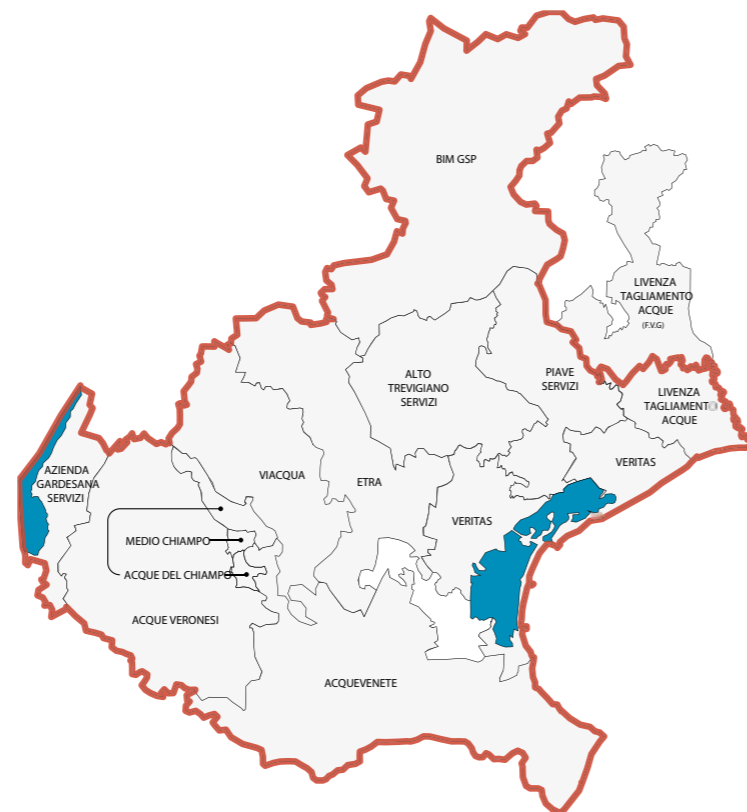 BIM GSP
LIVENZA
TAGLIAMENTO
ACQUE
(F.V.G)
ALTO
TREVIGIANO
SERVIZI
PIAVE
SERVIZI
LIVENZA
TAGLIAMENTO
ACQUE
AZIENDA
GARDESANA
SERVIZI
VIACQUA
ETRA
VERITAS
VERITAS
MEDIO CHIAMPO
ACQUE DEL CHIAMPO
ACQUE VERONESI
ACQUEVENETE